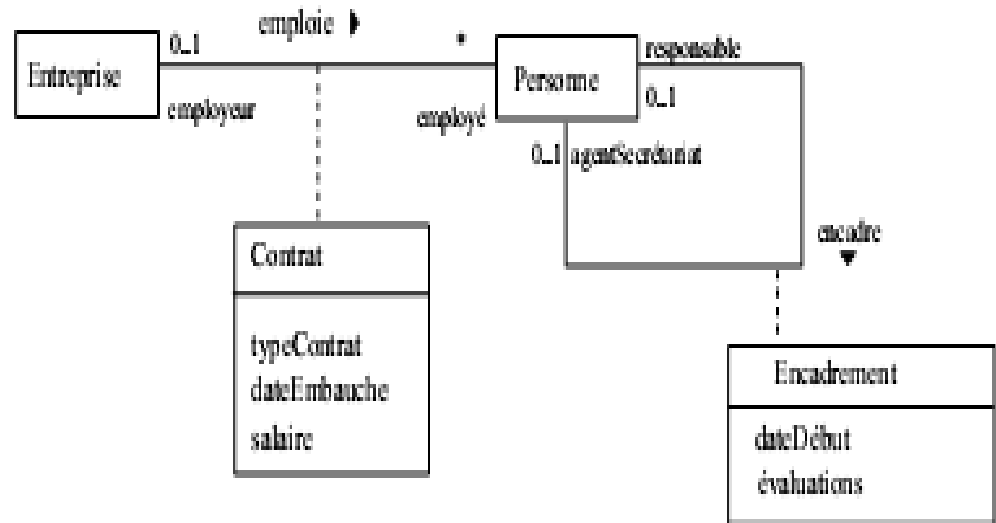 emploie
0..1
*
responsable
Entreprise
Personne
0..1
employeur
employé
0..1 agentSecrétariat
encadre
Contrat
typeContrat
dateEmbauche
salaire
Encadrement
dateDébut
évaluations